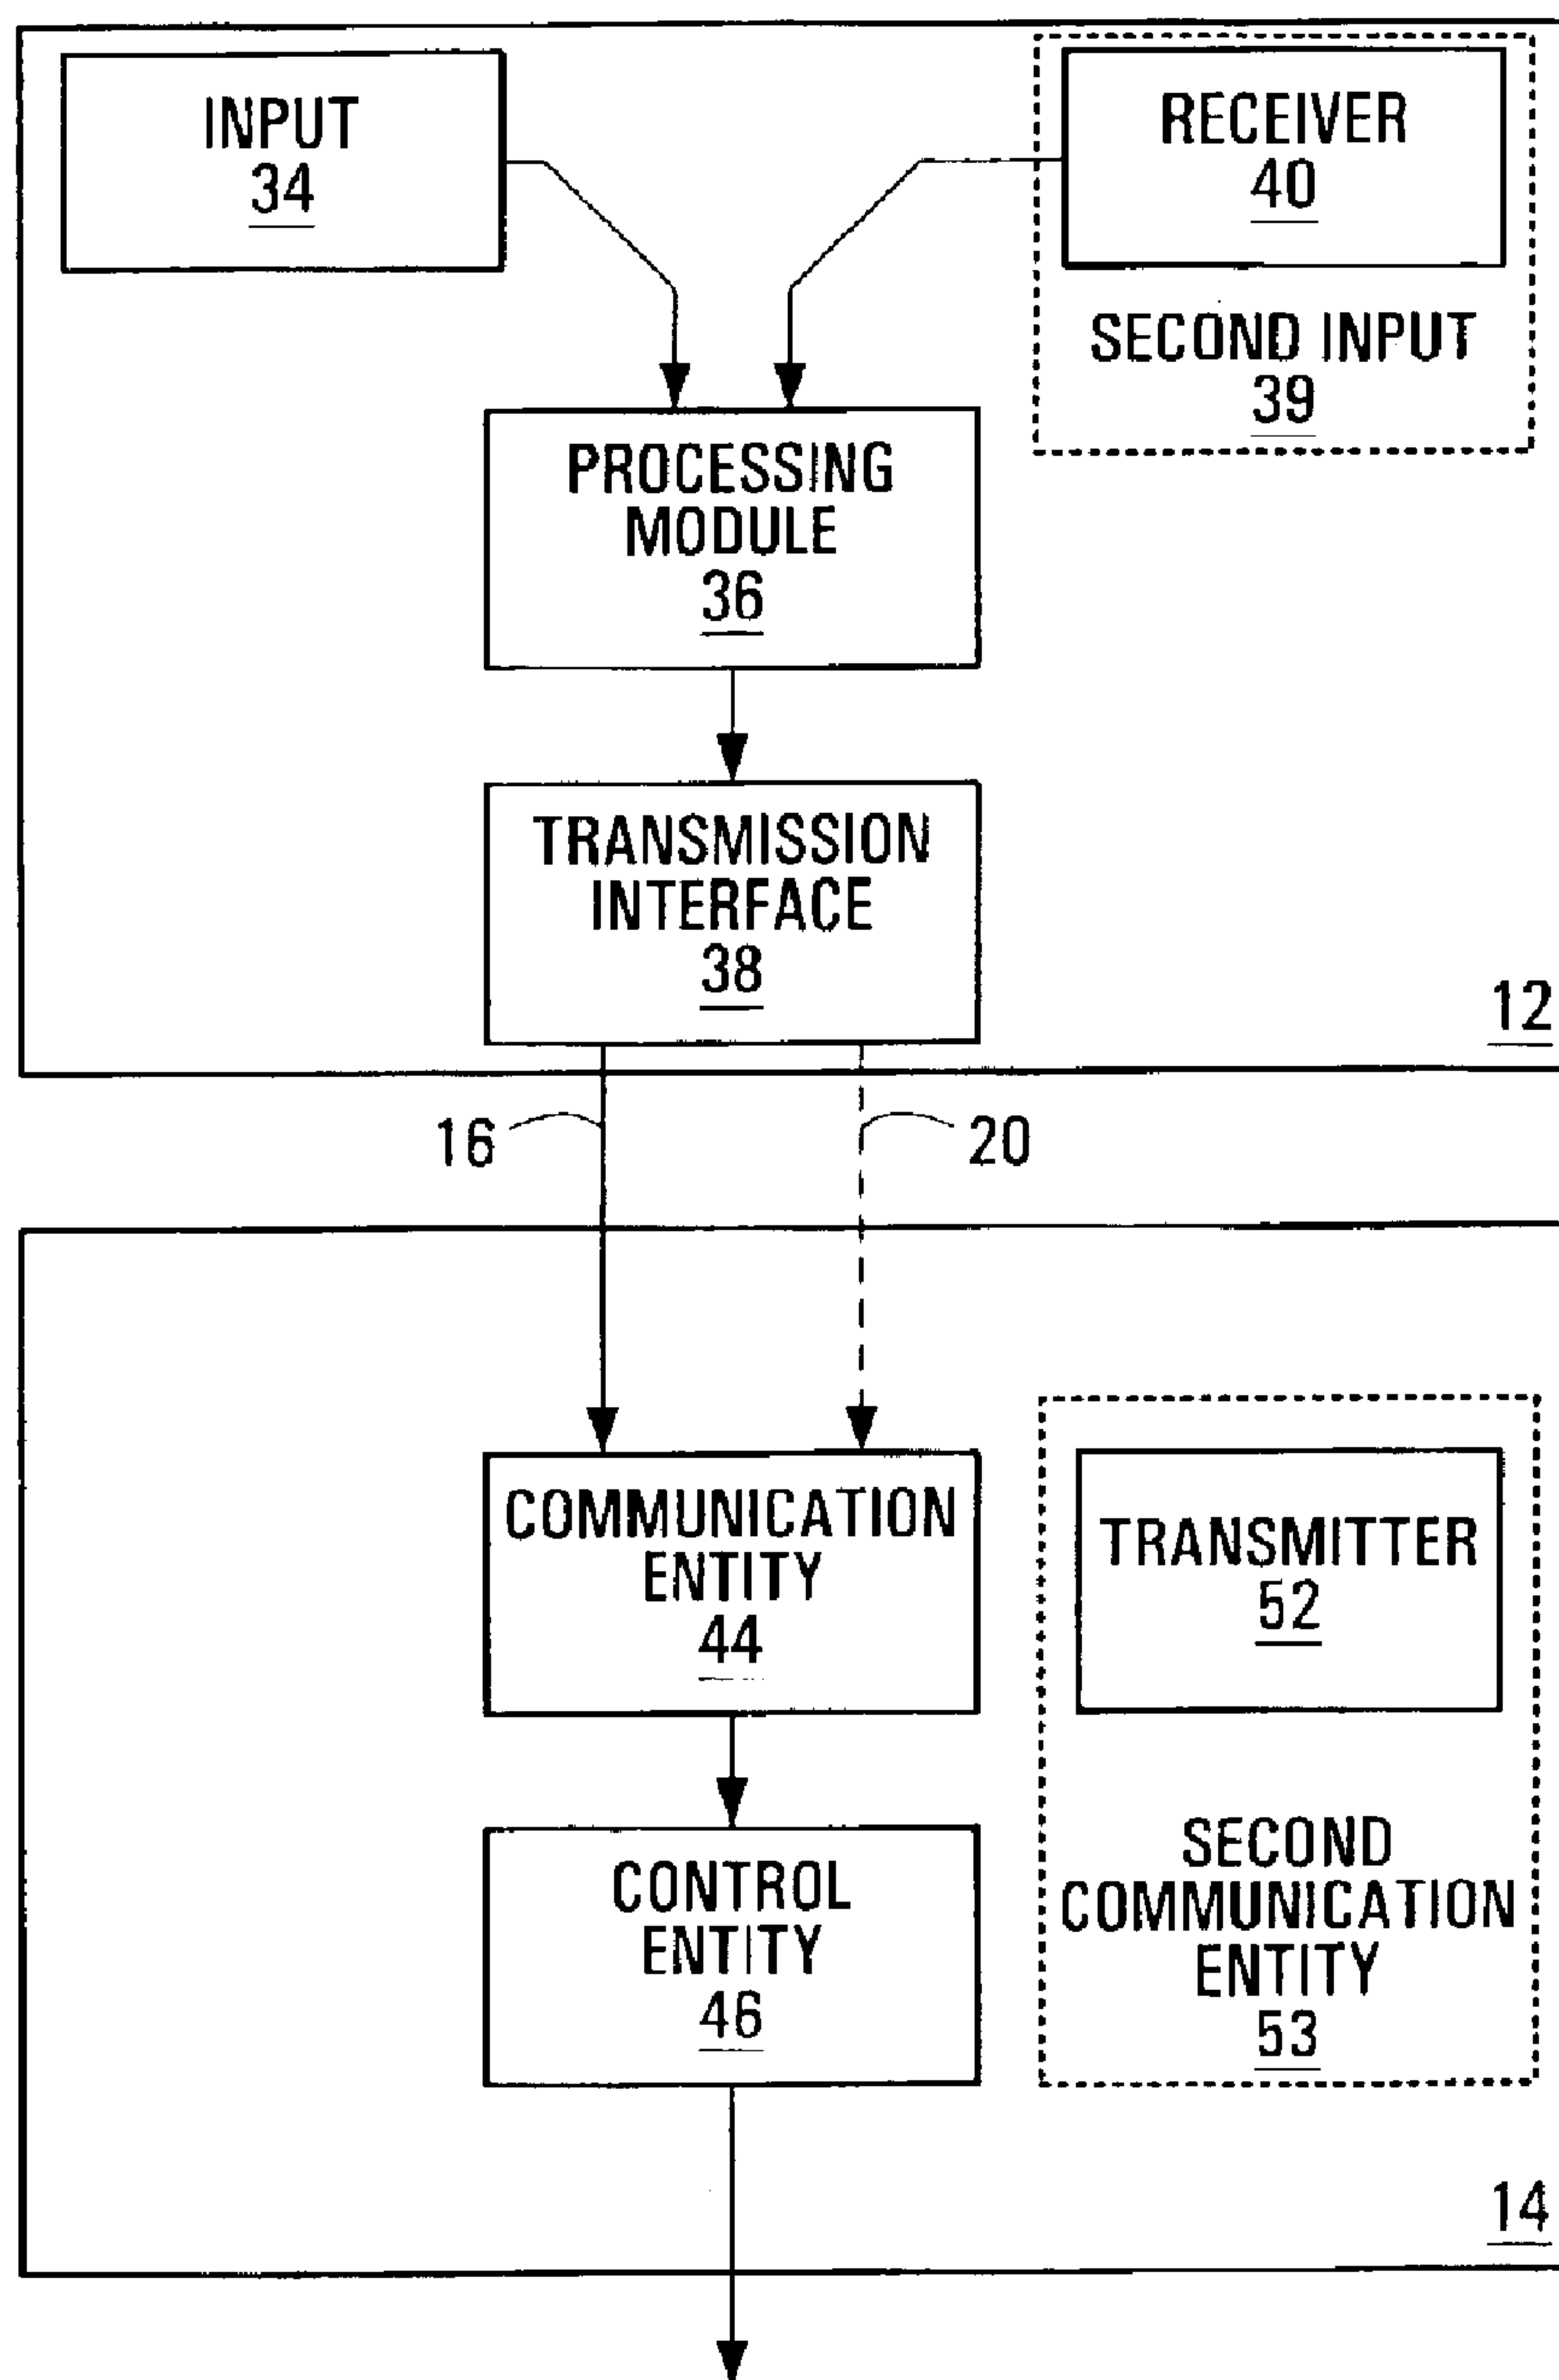 INPUT
34
RECEIVER
40
SECOND INPUT
39
PROCESSING
MODULE
36
TRANSMISSION
INTERFACE
38
12
16
20
COMMUNICATION
ENTITY
44
TRANSMITTER
52
CONTROL
ENTITY
46
SECOND
COMMUNICATION
ENTITY
53
14